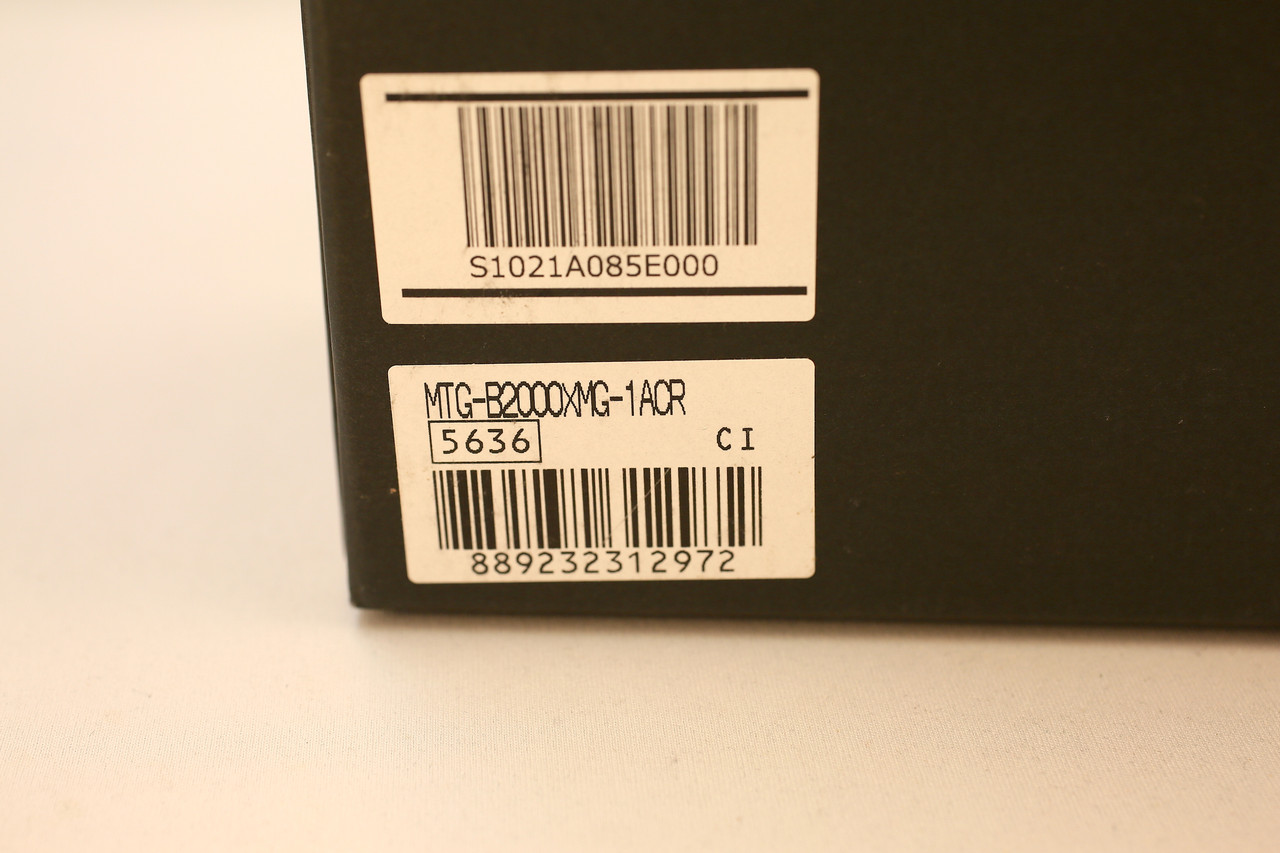 S1021A085E000
MTG-B2000XMG-1ACR
5636 CI
889232312972